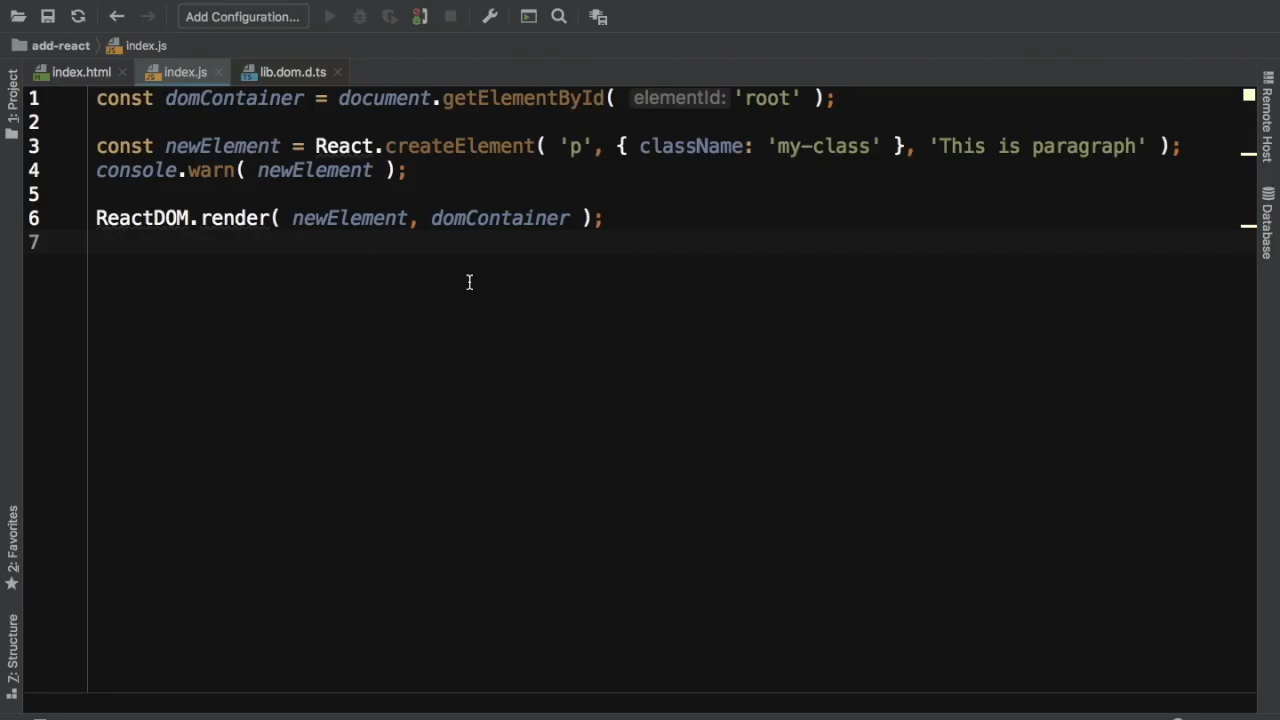 Add Configuration...
add-react
index.js
index.html
index.js
lib.dom.d.ts
1: Project
2: Favorites
Z: Structure
Remote Host
Database
1 const domContainer = document.getElementById( elementId: 'root' );
2
3 const newElement = React.createElement( 'p', { className: 'my-class' }, 'This is paragraph' );
4 console.warn( newElement );
5
6 ReactDOM.render( newElement, domContainer );
7